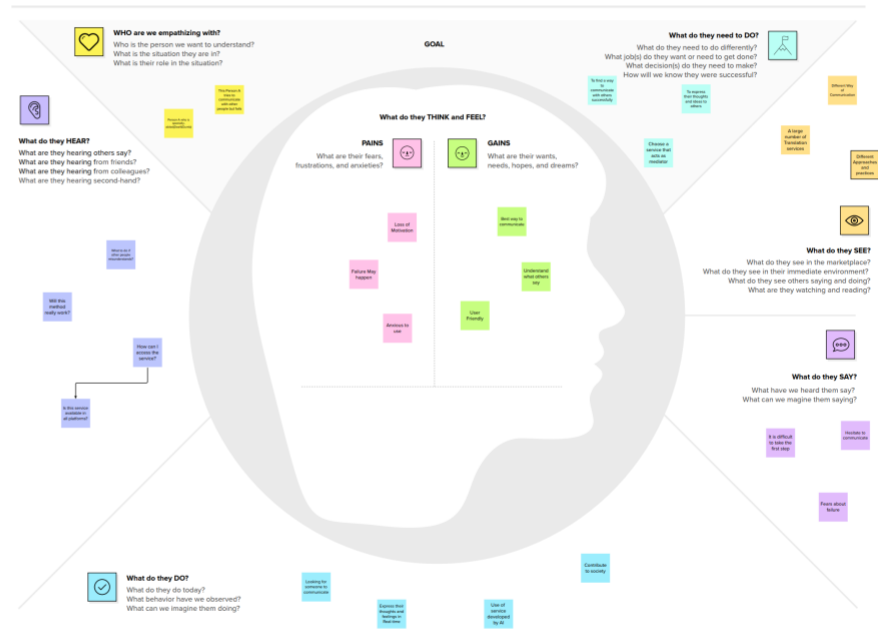 WHO are we empathizing with?
Who is the person we want to understand?
What is the situation they are in?
What is their role in the situation?
GOAL
What do they need to DO?
What do they need to do differently?
What job(s) do they want or need to get done?
What decision(s) do they need to make?
How will we know they were successful?
To find a way
to
communicate
with others
successfully
To express
their thoughts
and ideas to
others
Choose a
service that
acts as
mediator
Different Way
of
Communication
A large
number of
Translation
services
Different
Approaches
and
practices
What do they HEAR?
What are they hearing others say?
What are they hearing from friends?
What are they hearing from colleagues?
What are they hearing second-hand?
Will this
method
really work?
How can I
access the
service?
Is this service
available in
all platforms?
What do they THINK and FEEL?
PAINS
What are their fears,
frustrations, and anxieties?
Loss of
Motivation
Failure May
happen
Anxious to
use
GAINS
What are their wants,
needs, hopes, and dreams?
Best way to
communicate
Understand
what others
say
User
Friendly
What do they SEE?
What do they see in the marketplace?
What do they see in their immediate environment?
What do they see others saying and doing?
What are they watching and reading?
What do they SAY?
What have we heard them say?
What can we magine them saying?
It is difficult
to take the
first step
Hesitate to
communicate
Fears about
failure
What do they DO?
What do they do today?
What behavior have we observed?
What can we imagine them doing?
Looking for
someone to
communicate
Express their
thoughts and
feelings in
Real-time
Use of
service
developed
by AI
Contribute
to society